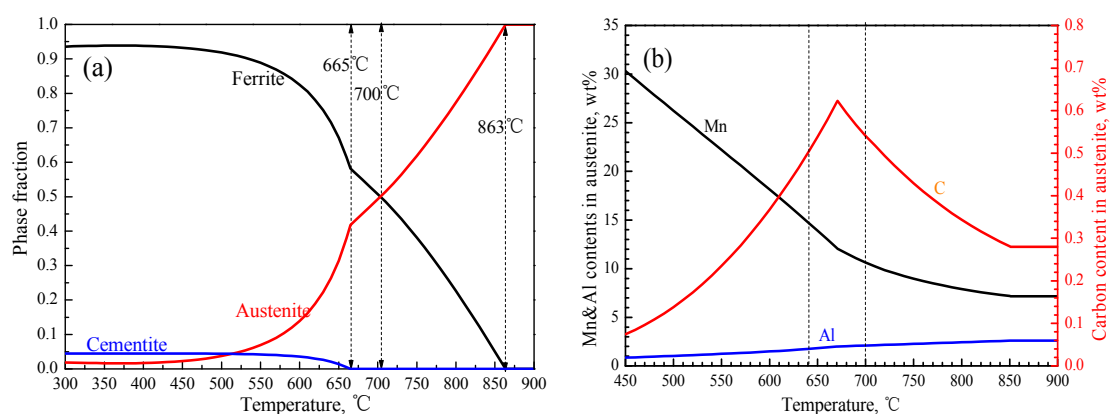 (a)
Ferrite
665℃
700℃
863℃
Austenite
Cementite
Phase fraction
0.0
0.1
0.2
0.3
0.4
0.5
0.6
0.7
0.8
0.9
1.0
300 350 400 450 500 550 600 650 700 750 800 850 900
Temperature, ℃
(b)
Mn
C
Al
Mn&Al contents in austenite, wt%
0
5
10
15
20
25
30
35
450 500 550 600 650 700 750 800 850 900
Temperature, ℃
0.0
0.1
0.2
0.3
0.4
0.5
0.6
0.7
0.8
Carbon content in austenite, wt%